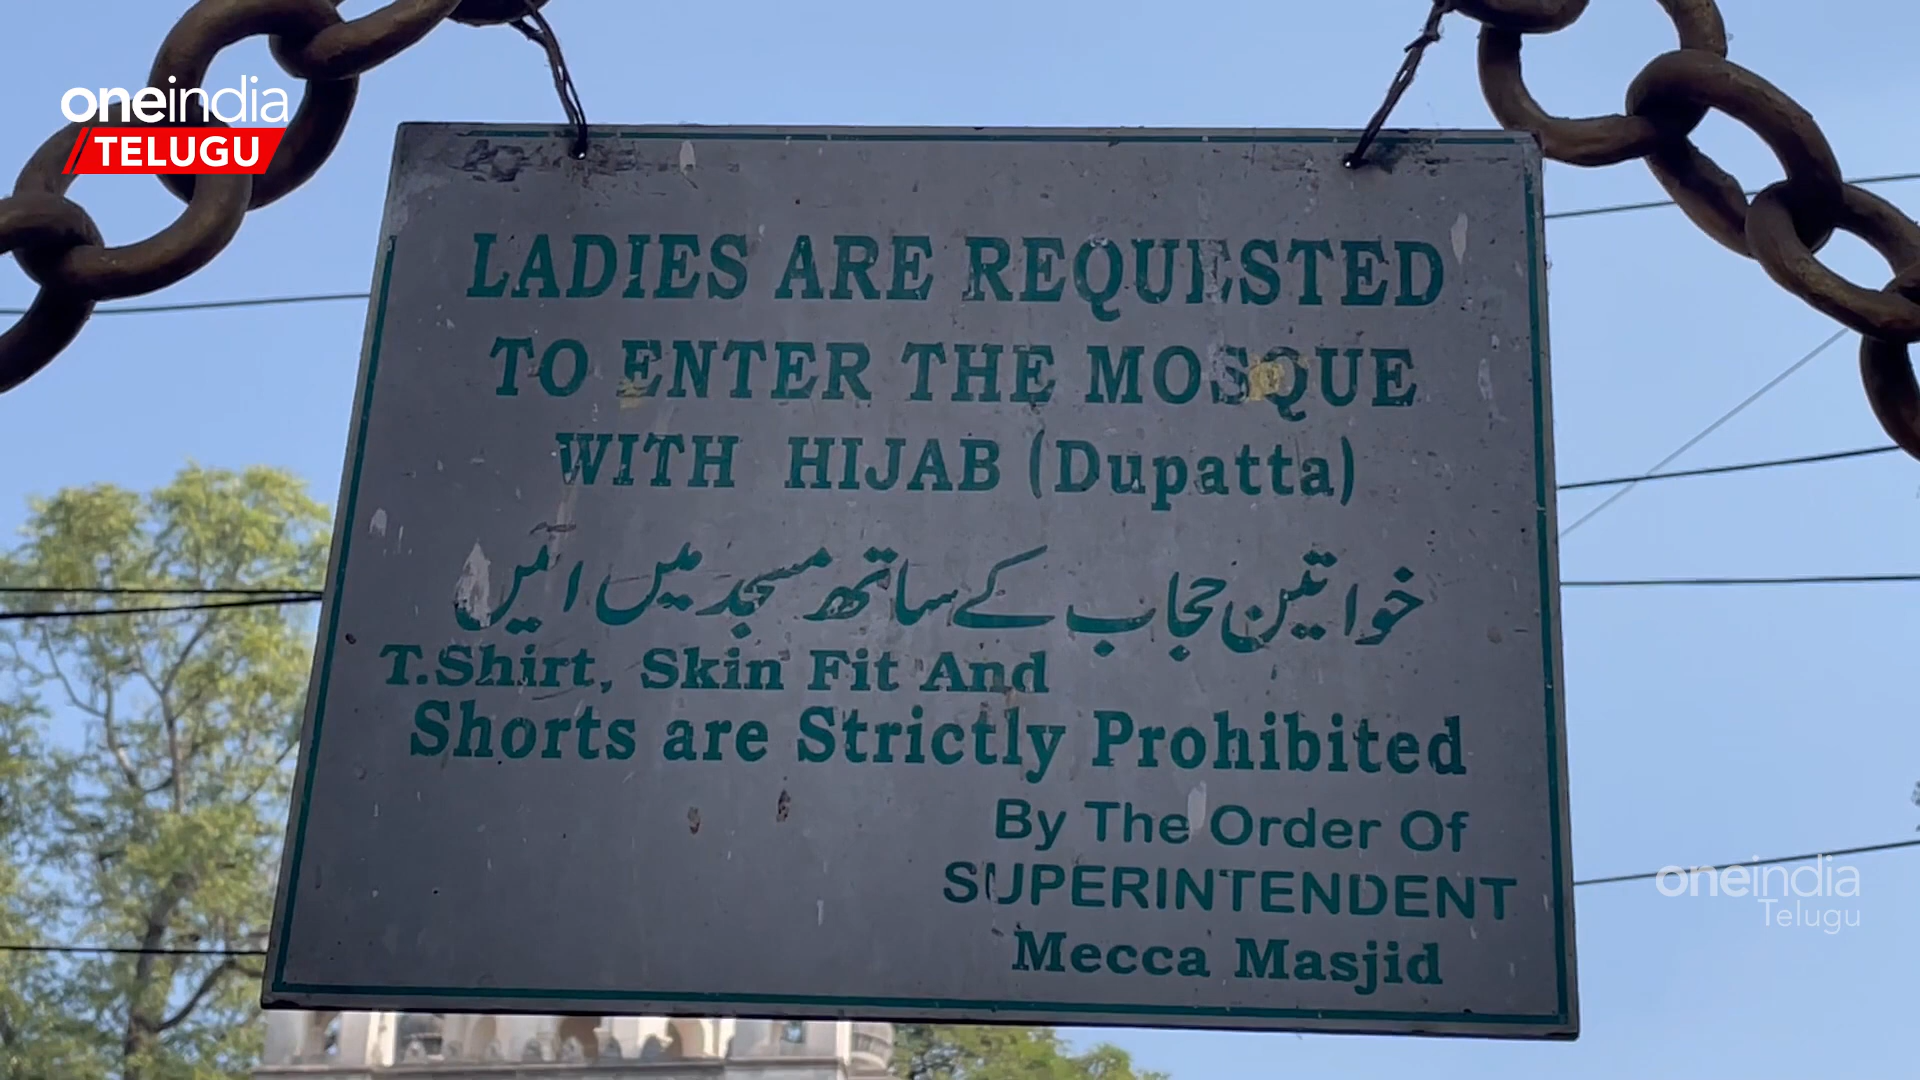 oneindia
TELUGU
LADIES ARE REQUESTED
TO ENTER THE MOSQUE
WITH HIJAB (Dupatta)
خواتین حجاب کے ساتھ مسجد میں آئیں
T.Shirt, Skin Fit And
Shorts are Strictly Prohibited
By The Order Of
SUPERINTENDENT
Mecca Masjid
oneindia
Telugu